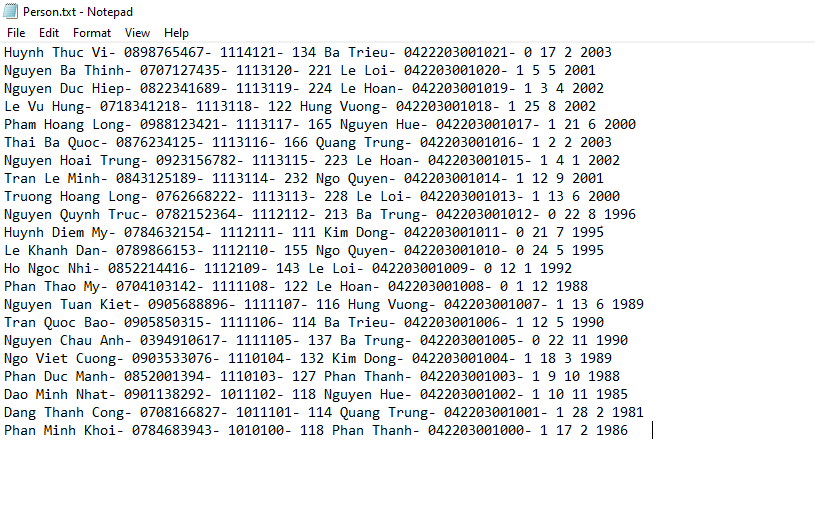 Person.txt - Notepad
File Edit Format View Help
Huynh Thuc Vi- 0898765467- 1114121- 134 Ba Trieu- 0422203001021- 0 17 2 2003
Nguyen Ba Thinh- 0707127435- 1113120- 221 Le Loi- 042203001020- 1 5 5 2001
Nguyen Duc Hiep- 0822341689- 1113119- 224 Le Hoan- 042203001019- 1 3 4 2002
Le Vu Hung- 0718341218- 1113118- 122 Hung Vuong- 042203001018- 1 25 8 2002
Pham Hoang Long- 0988123421- 1113117- 165 Nguyen Hue- 042203001017- 1 21 6 2000
Thai Ba Quoc- 0876234125- 1113116- 166 Quang Trung- 042203001016- 1 2 2 2003
Nguyen Hoai Trung- 0923156782- 1113115- 223 Le Hoan- 042203001015- 1 4 1 2002
Tran Le Minh- 0843125189- 1113114- 232 Ngo Quyen- 042203001014- 1 12 9 2001
Truong Hoang Long- 0762668222- 1113113- 228 Le Loi- 042203001013- 1 13 6 2000
Nguyen Quynh Truc- 0782152364- 1112112- 213 Ba Trung- 042203001012- 0 22 8 1996
Huynh Diem My- 0784632154- 1112111- 111 Kim Dong- 042203001011- 0 21 7 1995
Le Khanh Dan- 0789866153- 1112110- 155 Ngo Quyen- 042203001010- 0 24 5 1995
Ho Ngoc Nhi- 0852214416- 1112109- 143 Le Loi- 042203001009- 0 12 1 1992
Phan Thao My- 0704103142- 1111108- 122 Le Hoan- 042203001008- 0 1 12 1988
Nguyen Tuan Kiet- 0905688896- 1111107- 116 Hung Vuong- 042203001007- 1 13 6 1989
Tran Quoc Bao- 0905850315- 1111106- 114 Ba Trieu- 042203001006- 1 12 5 1990
Nguyen Chau Anh- 0394910617- 1111105- 137 Ba Trung- 042203001005- 0 22 11 1990
Ngo Viet Cuong- 0903533076- 1110104- 132 Kim Dong- 042203001004- 1 18 3 1989
Phan Duc Manh- 0852001394- 1110103- 127 Phan Thanh- 042203001003- 1 9 10 1988
Dao Minh Nhat- 0901138292- 1011102- 118 Nguyen Hue- 042203001002- 1 10 11 1985
Dang Thanh Cong- 0708166827- 1011101- 114 Quang Trung- 042203001001- 1 28 2 1981
Phan Minh Khoi- 0784683943- 1010100- 118 Phan Thanh- 042203001000- 1 17 2 1986